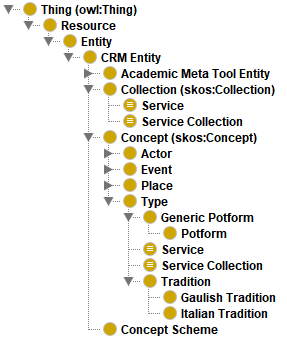 Thing (owl:Thing)
Resource
Entity
CRM Entity
Academic Meta Tool Entity
Collection (skos:Collection)
Service
Service Collection
Concept (skos:Concept)
Actor
Event
Place
Type
Generic Potform
Potform
Service
Service Collection
Tradition
Gaulish Tradition
Italian Tradition
Concept Scheme